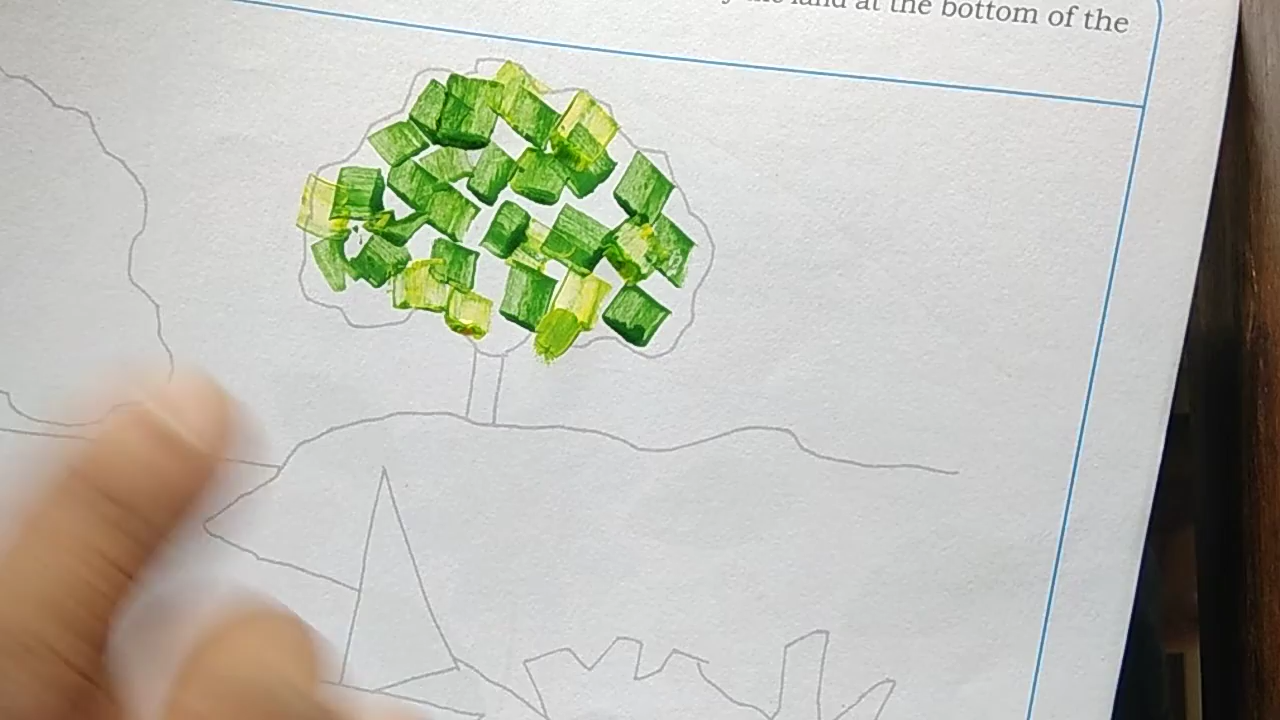 land at the bottom of the